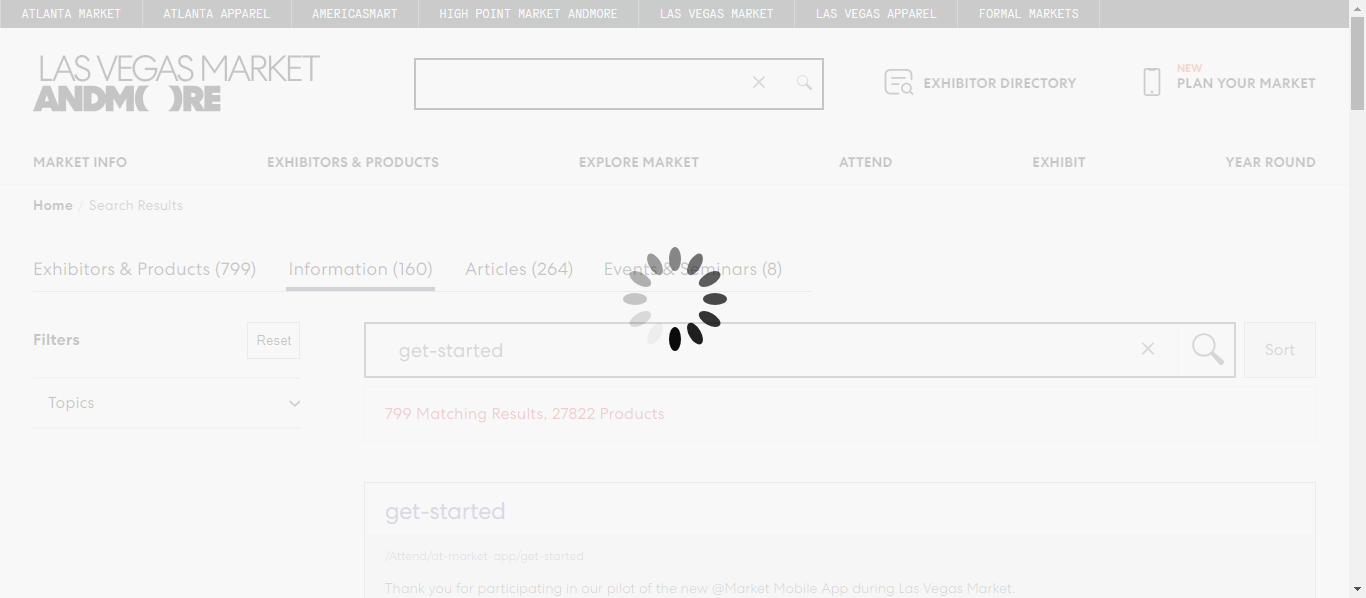 ATLANTA MARKET ATLANTA APPAREL AMERICASMART HIGH POINT MARKET ANDMORE LAS VEGAS MARKET LAS VEGAS APPAREL FORMAL MARKETS
LAS VEGAS MARKET
ANDMORE
EXHIBITOR DIRECTORY
NEW
PLAN YOUR MARKET
MARKET INFO EXHIBITORS & PRODUCTS EXPLORE MARKET ATTEND EXHIBIT YEAR ROUND
Home / Search Results
Exhibitors & Products (799) Information (160) Articles (264) Events & Seminars (8)
Filters Reset
get-started
Sort
Topics
799 Matching Results, 27822 Products
get-started
/Attend/at-market-app/get-started
Thank you for participating in our pilot of the new @Market Mobile App during Las Vegas Market.